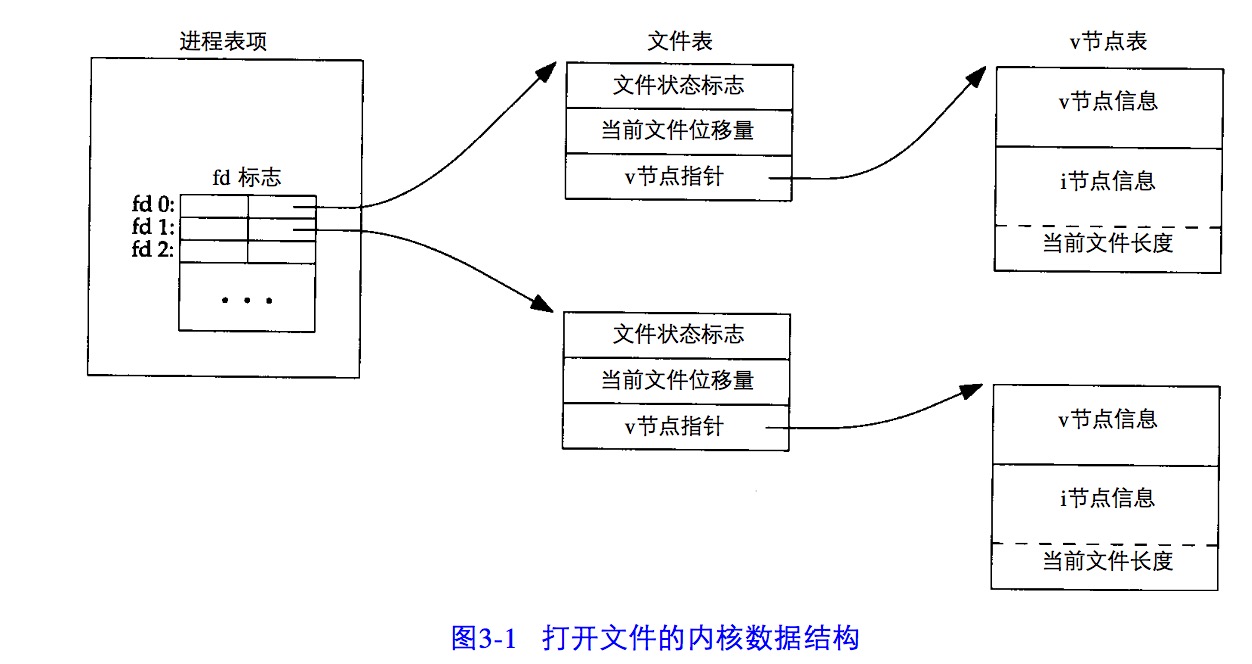 进程表项
fd 标志
fd 0:
fd 1:
fd 2:
• • •
文件表
文件状态标志
当前文件位移量
v节点指针
文件状态标志
当前文件位移量
v节点指针
v节点表
v节点信息
i节点信息
当前文件长度
v节点信息
i节点信息
当前文件长度
图3-1 打开文件的内核数据结构